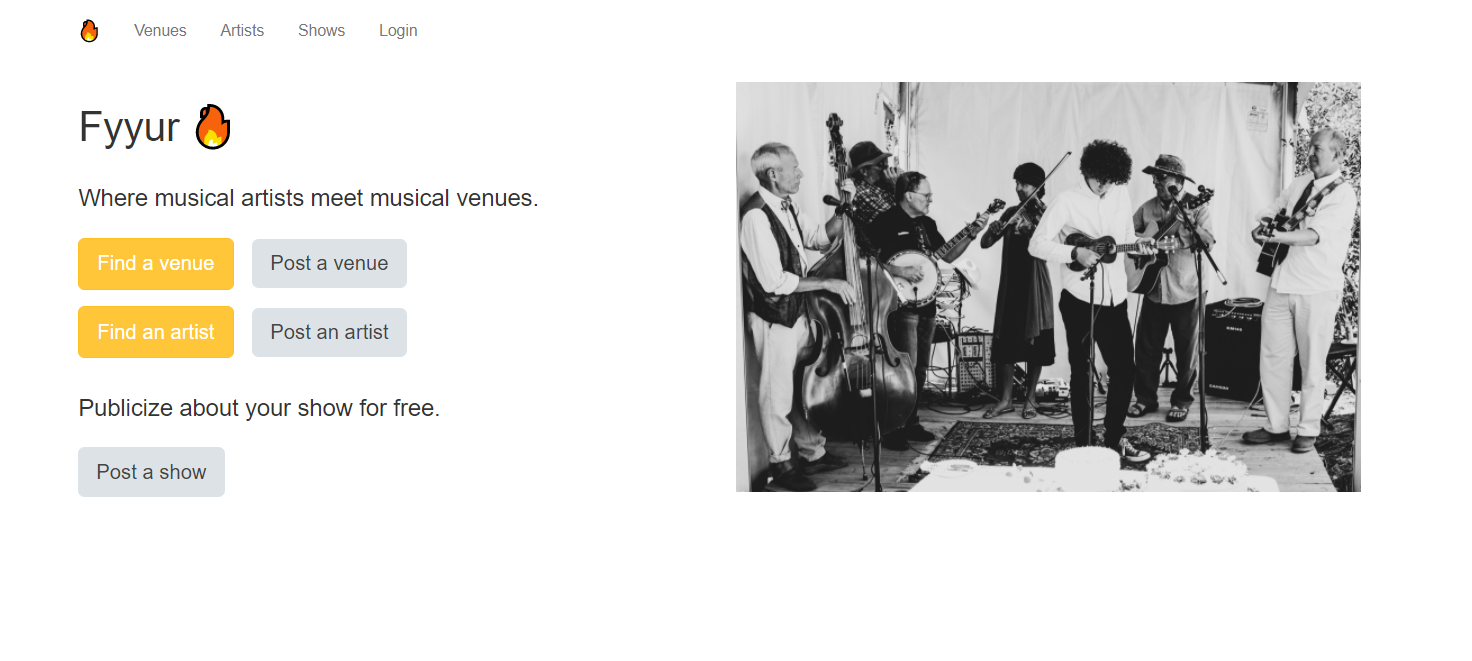 Venues Artists Shows Login
Fyyur
Where musical artists meet musical venues.
Find a venue Post a venue
Find an artist Post an artist
Publicize about your show for free.
Post a show